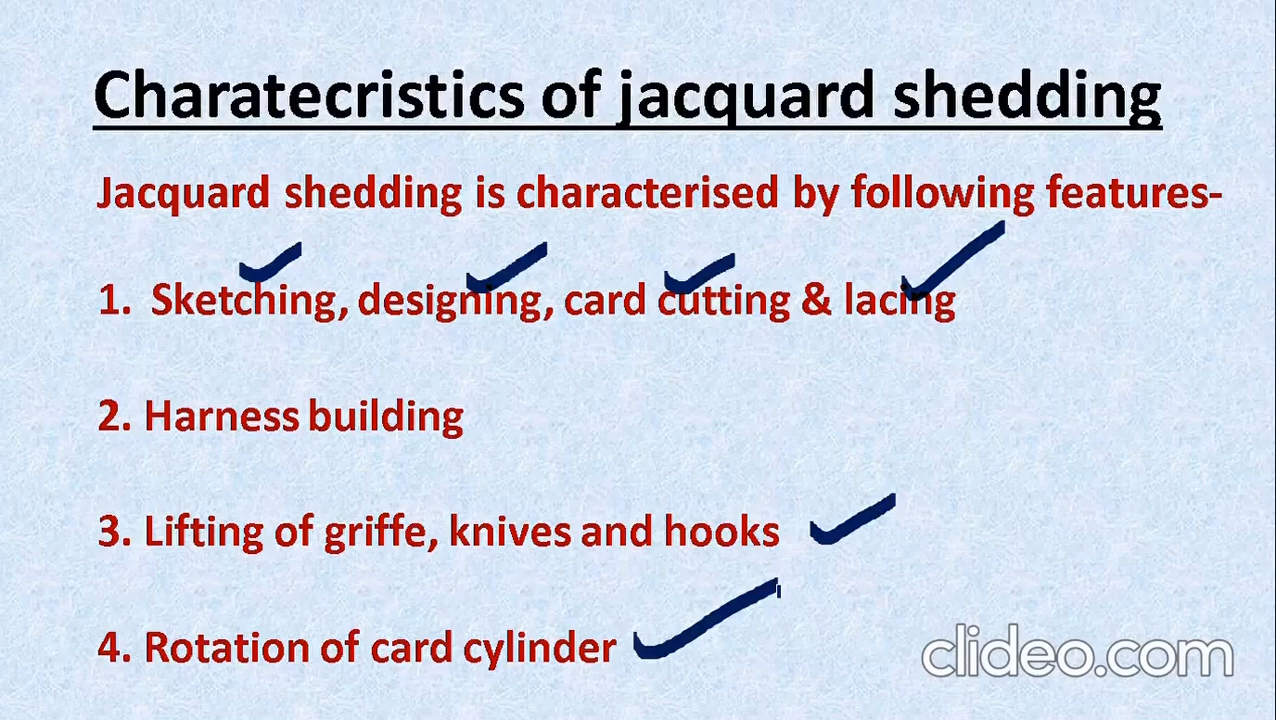 Charatecristics of jacquard shedding
Jacquard shedding is characterised by following features-
1. Sketching, designing, card cutting & lacing
2. Harness building
3. Lifting of griffe, knives and hooks
4. Rotation of card cylinder
clideo.com